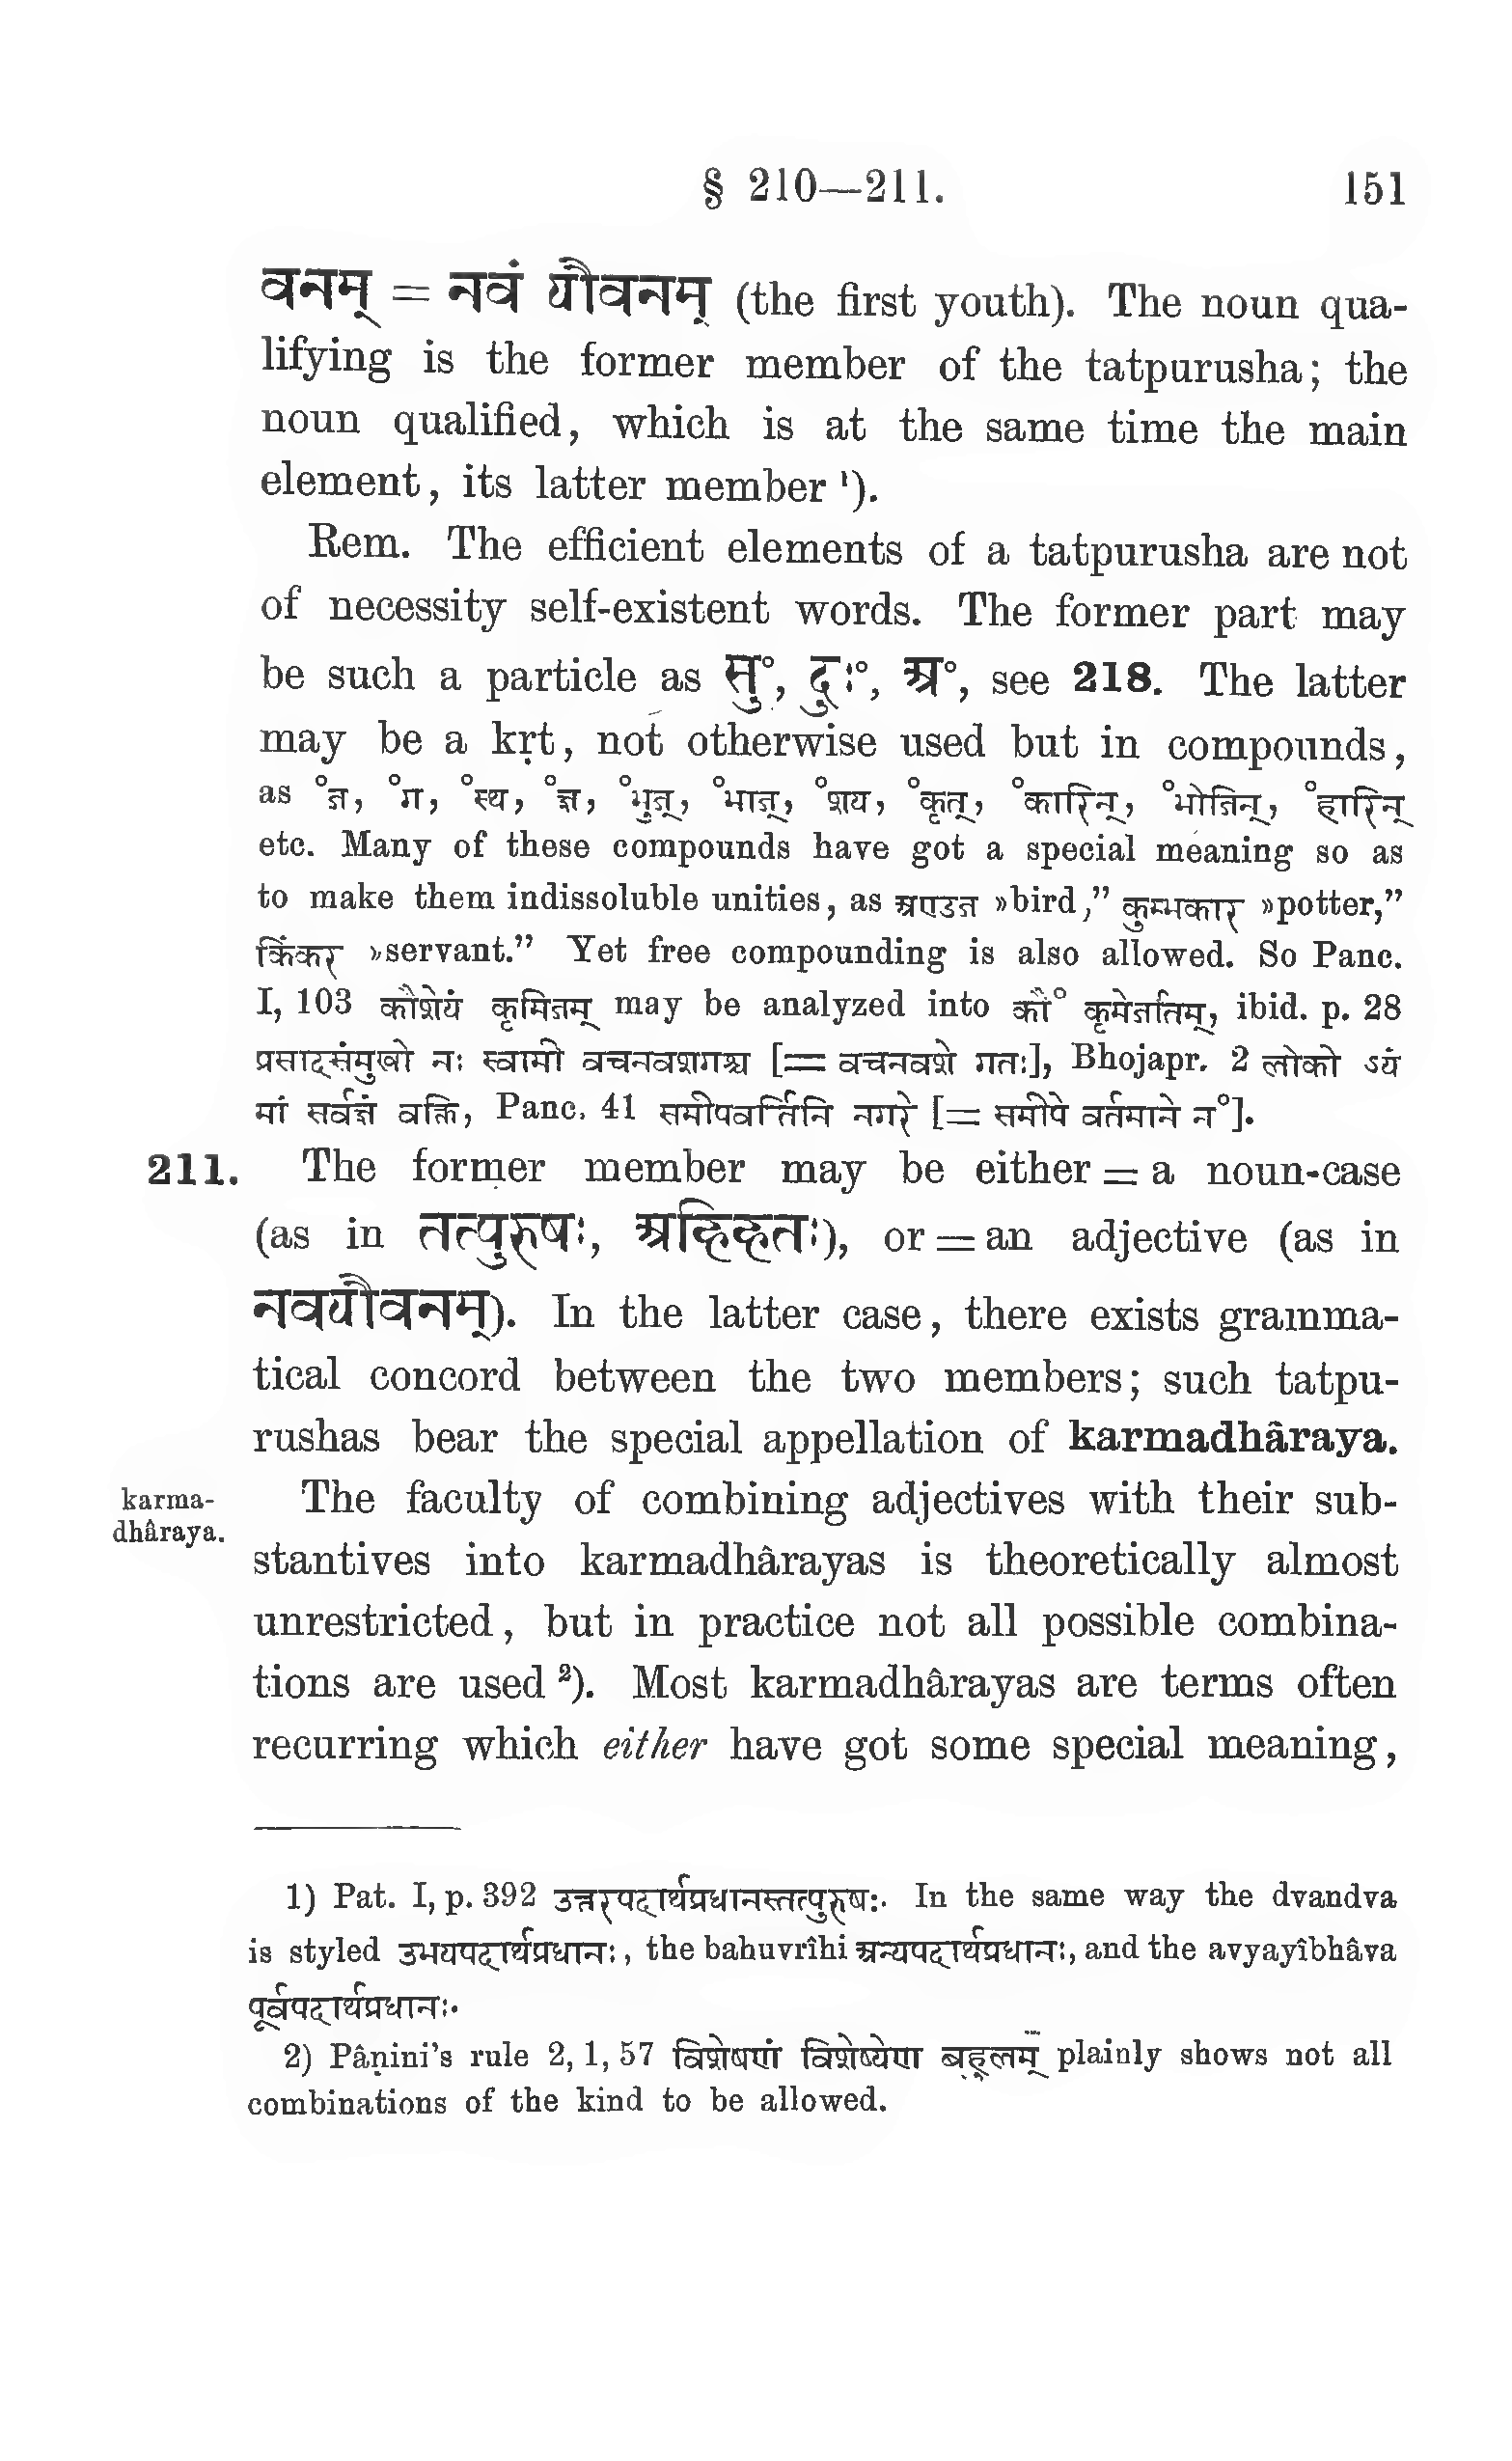 § 210—211. 151
वनम् = नवं यौवनम् (the first youth). The noun qua-
lifying is the former member of the tatpurusha; the
noun qualified, which is at the same time the main
element, its latter member ¹).
Rem. The efficient elements of a tatpurusha are not
of necessity self-existent words. The former part may
be such a particle as सु°, दुः°, अ°, see 218. The latter
may be a kṛt, not otherwise used but in compounds,
as °ज, °ग, °स्थ, °ज्ञ, °भुज्, °भाज्, °शय, °कृत्, °कारिन्, °भोजिन्, °हारिन्
etc. Many of these compounds have got a special meaning so as
to make them indissoluble unities, as अण्डज »bird," कुम्भकार »potter,"
किंकर »servant." Yet free compounding is also allowed. So Panc.
I, 103 कौशेयं कृमिजम् may be analyzed into कौ° कृमेर्जातम्, ibid. p. 28
प्रसादसंमुखो नः स्वामी वचनवशगश्च [= वचनवशे गतः], Bhojapr. 2 लोको ऽयं
मां सर्वज्ञं वक्ति, Panc. 41 समीपवर्तिनि नगरे [= समीपे वर्तमाने न°].
211. The former member may be either = a noun-case
(as in तत्पुरुषः, अहिहतः), or = an adjective (as in
नवयौवनम्). In the latter case, there exists gramma-
tical concord between the two members; such tatpu-
rushas bear the special appellation of karmadhâraya.
karma-
dhâraya.
The faculty of combining adjectives with their sub-
stantives into karmadhârayas is theoretically almost
unrestricted, but in practice not all possible combina-
tions are used ²). Most karmadhârayas are terms often
recurring which either have got some special meaning,
1) Pat. I, p. 392 उत्तरपदार्थप्रधानस्तत्पुरुषः. In the same way the dvandva
is styled उभयपदार्थप्रधानः, the bahuvrîhi अन्यपदार्थप्रधानः, and the avyayîbhâva
पूर्वपदार्थप्रधानः.
2) Pâṇini's rule 2, 1, 57 विशेषणं विशेष्येण बहुलम् plainly shows not all
combinations of the kind to be allowed.